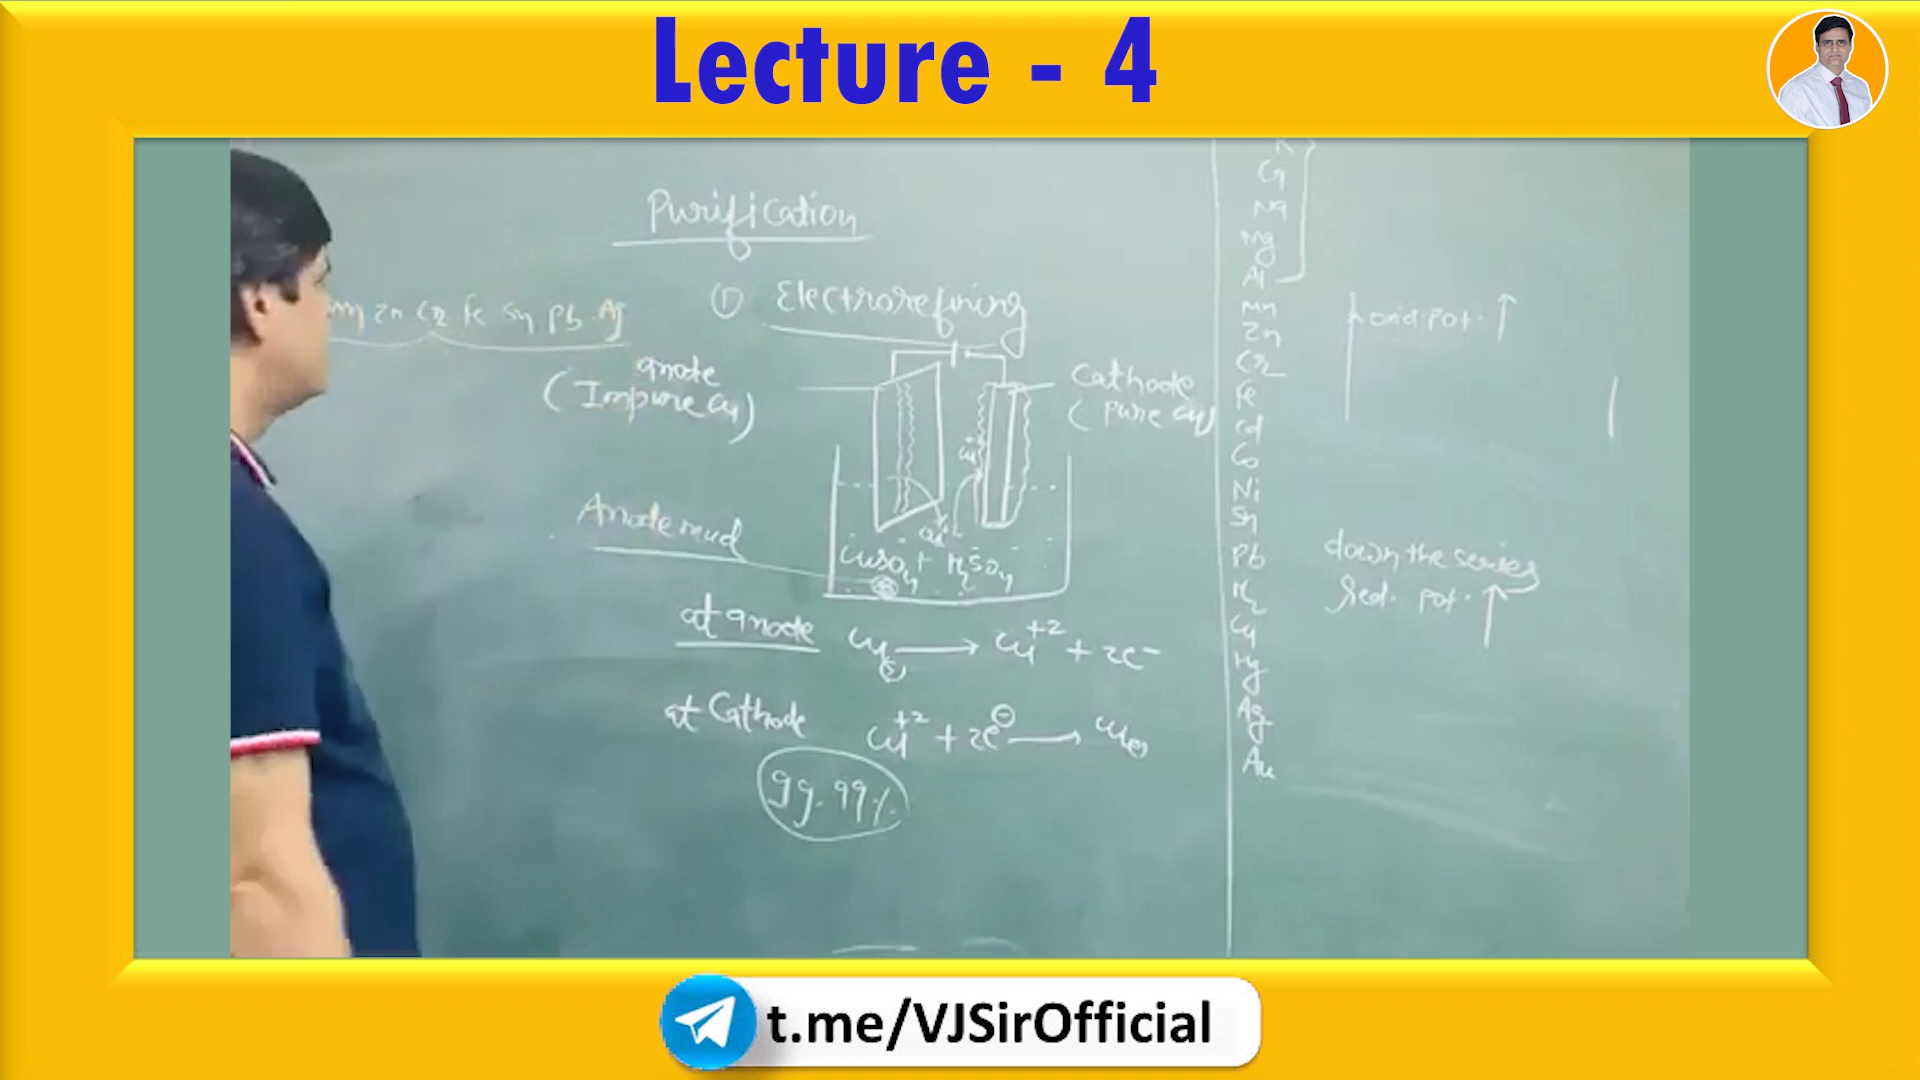 Lecture - 4
Purification
① Electrorefining
Zn Cr Fe Sn Pb Ag
anode
(Impure Cu)
Cathode
(Pure Cu)
Anode mud
CuSO4 + H2SO4
at anode Cu(s) ⟶ Cu+2 + 2e-
at Cathode Cu+2 + 2e⊖ ⟶ Cu(s)
99.99%
Ca
Na
Mg
Al
Mn
Zn
Cr
Fe
Cd
Co
Ni
Sn
Pb
H2
Cu
Hg
Ag
Au
oxid. pot. ↑
down the series
Red. pot. ↑
t.me/VJSirOfficial